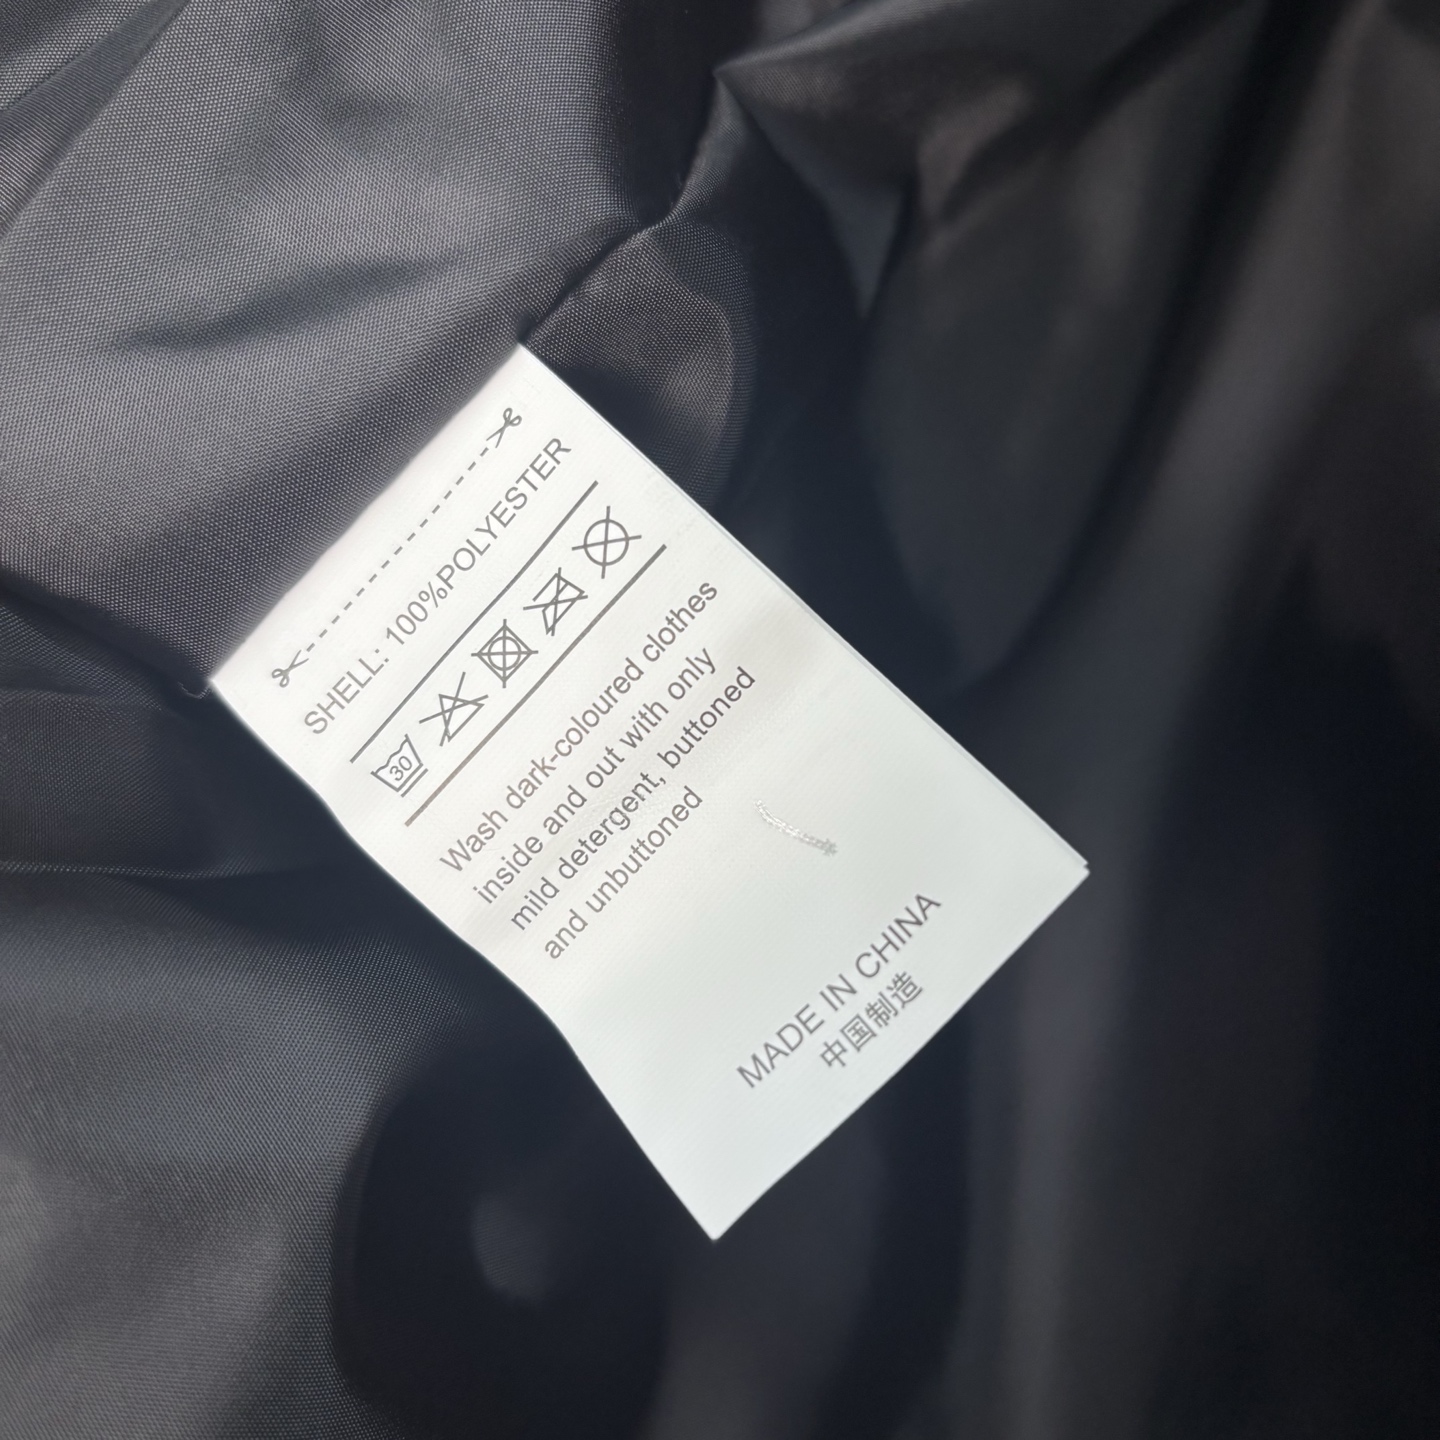 SHELL: 100%POLYESTER
30
Wash dark-coloured clothes
inside and out with only
mild detergent, buttoned
and unbuttoned
MADE IN CHINA
中国制造